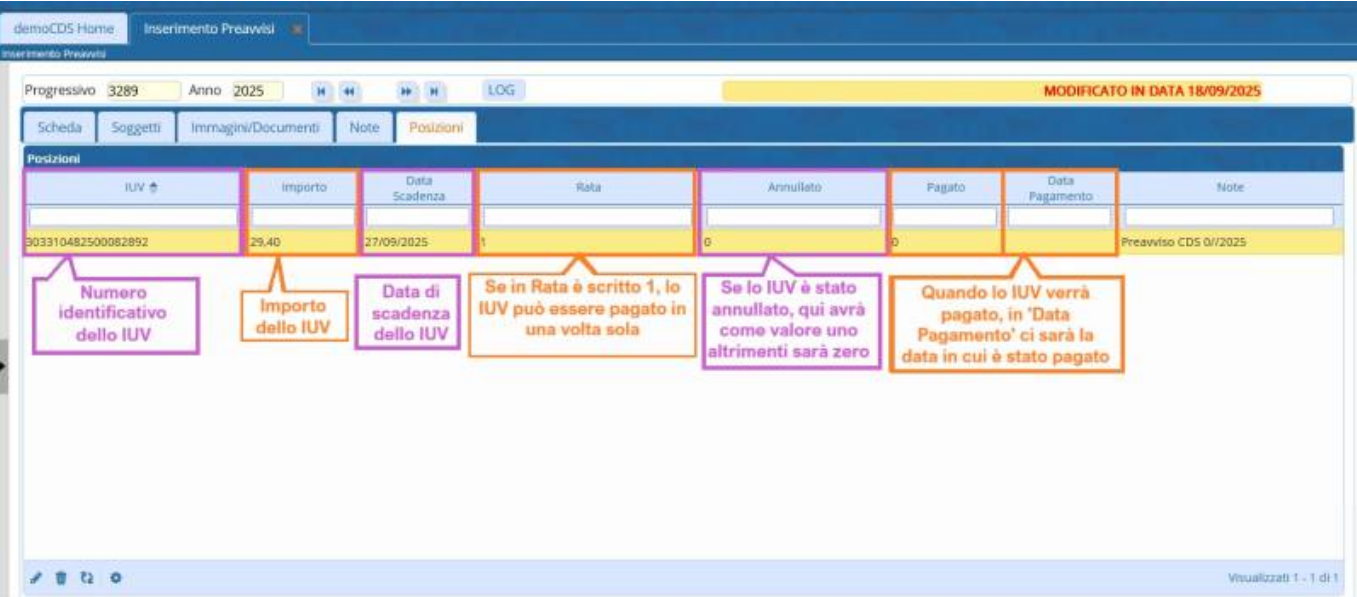 demoCDS Home Inserimento Preavvisi
Inserimento Preavvisi
Progressivo 3289 Anno 2025 LOG MODIFICATO IN DATA 18/09/2025
Scheda Soggetti Immagini/Documenti Note Posizioni
Posizioni
IUV Importo Data Scadenza Rata Annullato Pagato Data Pagamento Note
303310482500082892 29,40 27/09/2025 1 0 0 Preavviso CDS 0//2025
Numero
identificativo
dello IUV
Importo
dello IUV
Data di
scadenza
dello IUV
Se in Rata è scritto 1, lo
IUV può essere pagato in
una volta sola
Se lo IUV è stato
annullato, qui avrà
come valore uno
altrimenti sarà zero
Quando lo IUV verrà
pagato, in 'Data
Pagamento' ci sarà la
data in cui è stato pagato
Visualizzati 1 - 1 di 1